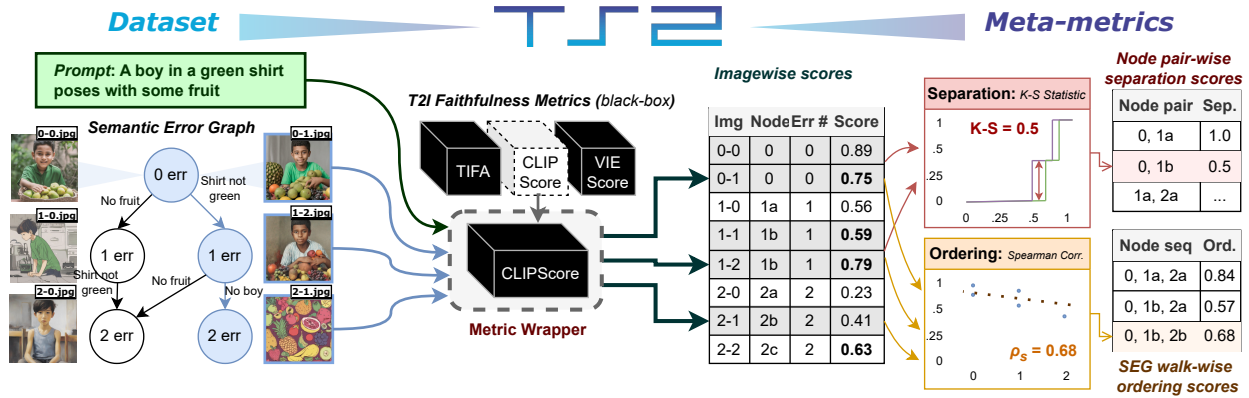 Dataset
TS2
Meta-metrics
Prompt: A boy in a green shirt
poses with some fruit
Semantic Error Graph
0-0.jpg
0-1.jpg
1-0.jpg
1-2.jpg
2-0.jpg
2-1.jpg
0 err
No fruit
Shirt not
green
1 err
1 err
Shirt not
green
No fruit
No boy
2 err
2 err
T2I Faithfulness Metrics (black-box)
TIFA
CLIP
Score
VIE
Score
CLIPScore
Metric Wrapper
Imagewise scores
Img Node Err # Score
0-0 0 0 0.89
0-1 0 0 0.75
1-0 1a 1 0.56
1-1 1b 1 0.59
1-2 1b 1 0.79
2-0 2a 2 0.23
2-1 2b 2 0.41
2-2 2c 2 0.63
Separation: K-S Statistic
K-S = 0.5
1
.5
.25
0
0 .25 .5 1
Ordering: Spearman Corr.
1
.5
.25
0
ρs = 0.68
0 1 2
Node pair-wise
separation scores
Node pair Sep.
0, 1a 1.0
0, 1b 0.5
1a, 2a ...
Node seq Ord.
0, 1a, 2a 0.84
0, 1b, 2a 0.57
0, 1b, 2b 0.68
SEG walk-wise
ordering scores